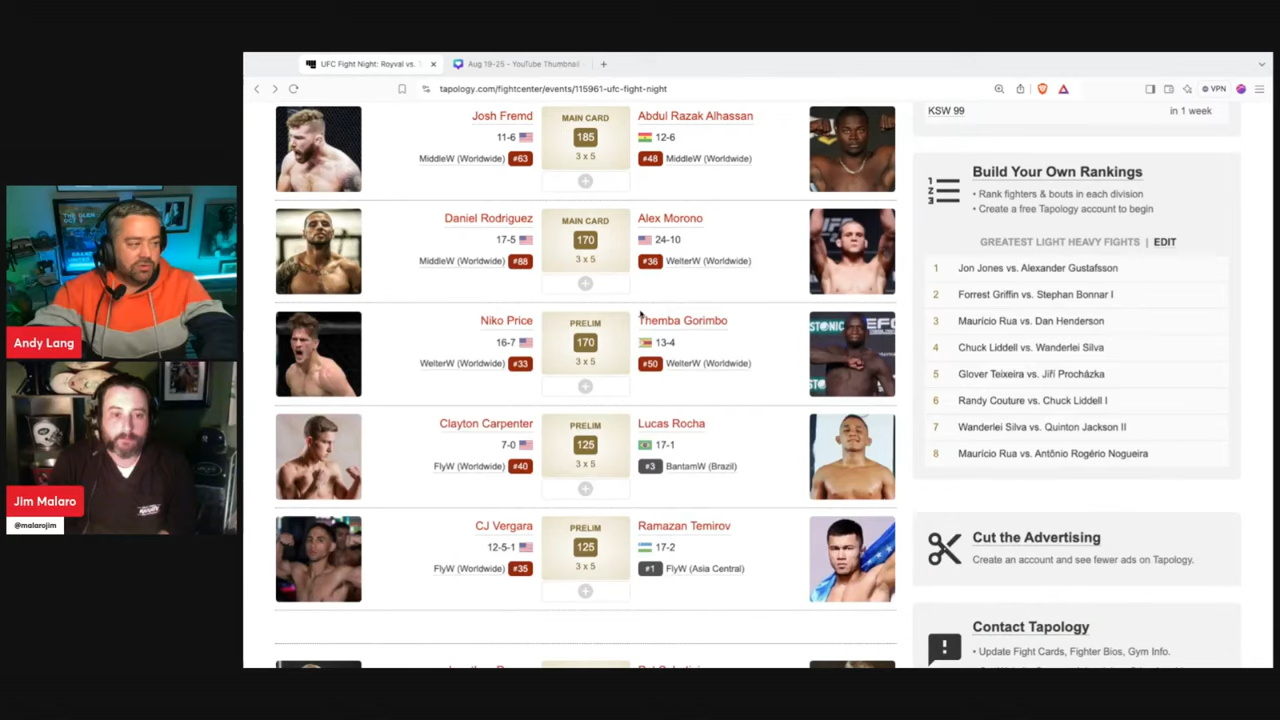 UFC Fight Night: Royval vs.
Aug 19-25 - YouTube Thumbnail
tapology.com/fightcenter/events/115961-ufc-fight-night
VPN
Josh Fremd
11-6
MiddleW (Worldwide) #63
MAIN CARD
185
3 x 5
Abdul Razak Alhassan
12-6
#48 MiddleW (Worldwide)
Daniel Rodriguez
17-5
MiddleW (Worldwide) #88
MAIN CARD
170
3 x 5
Alex Morono
24-10
#36 WelterW (Worldwide)
Niko Price
16-7
WelterW (Worldwide) #33
PRELIM
170
3 x 5
Themba Gorimbo
13-4
#50 WelterW (Worldwide)
Clayton Carpenter
7-0
FlyW (Worldwide) #40
PRELIM
125
3 x 5
Lucas Rocha
17-1
#3 BantamW (Brazil)
CJ Vergara
12-5-1
FlyW (Worldwide) #35
PRELIM
125
3 x 5
Ramazan Temirov
17-2
#1 FlyW (Asia Central)
KSW 99
in 1 week
Build Your Own Rankings
• Rank fighters & bouts in each division
• Create a free Tapology account to begin
GREATEST LIGHT HEAVY FIGHTS | EDIT
1 Jon Jones vs. Alexander Gustafsson
2 Forrest Griffin vs. Stephan Bonnar I
3 Maurício Rua vs. Dan Henderson
4 Chuck Liddell vs. Wanderlei Silva
5 Glover Teixeira vs. Jiří Procházka
6 Randy Couture vs. Chuck Liddell I
7 Wanderlei Silva vs. Quinton Jackson II
8 Maurício Rua vs. Antônio Rogério Nogueira
Cut the Advertising
Create an account and see fewer ads on Tapology.
Contact Tapology
• Update Fight Cards, Fighter Bios, Gym Info.
Andy Lang
Jim Malaro
@malarojim